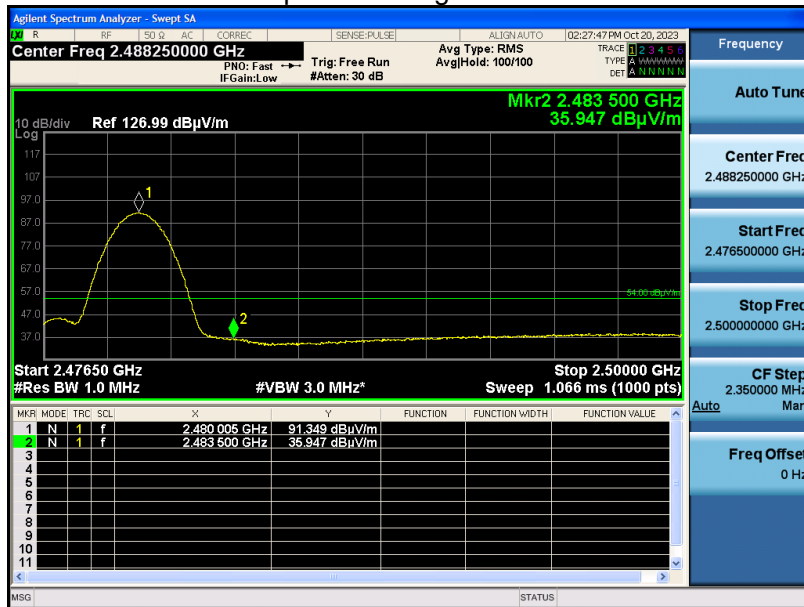 Agilent Spectrum Analyzer - Swept SA
LXI R RF 50 Ω AC CORREC SENSE:PULSE ALIGN AUTO 02:27:47 PM Oct 20, 2023
Center Freq 2.488250000 GHz
PNO: Fast
IFGain:Low
Trig: Free Run
#Atten: 30 dB
Avg Type: RMS
Avg|Hold: 100/100
TRACE 1 2 3 4 5 6
TYPE A WWWWW
DET A N N N N N
Mkr2 2.483 500 GHz
35.947 dBµV/m
10 dB/div Ref 126.99 dBµV/m
Log
117
107
97.0
87.0
77.0
67.0
57.0
47.0
37.0
1
2
54.00 dBµV/m
Start 2.47650 GHz Stop 2.50000 GHz
#Res BW 1.0 MHz #VBW 3.0 MHz* Sweep 1.066 ms (1000 pts)
MKR MODE TRC SCL X Y FUNCTION FUNCTION WIDTH FUNCTION VALUE
1 N 1 f 2.480 005 GHz 91.349 dBµV/m
2 N 1 f 2.483 500 GHz 35.947 dBµV/m
3
4
5
6
7
8
9
10
11
MSG STATUS
Frequency
Auto Tune
Center Freq
2.488250000 GHz
Start Freq
2.476500000 GHz
Stop Freq
2.500000000 GHz
CF Step
2.350000 MHz
Auto Man
Freq Offset
0 Hz